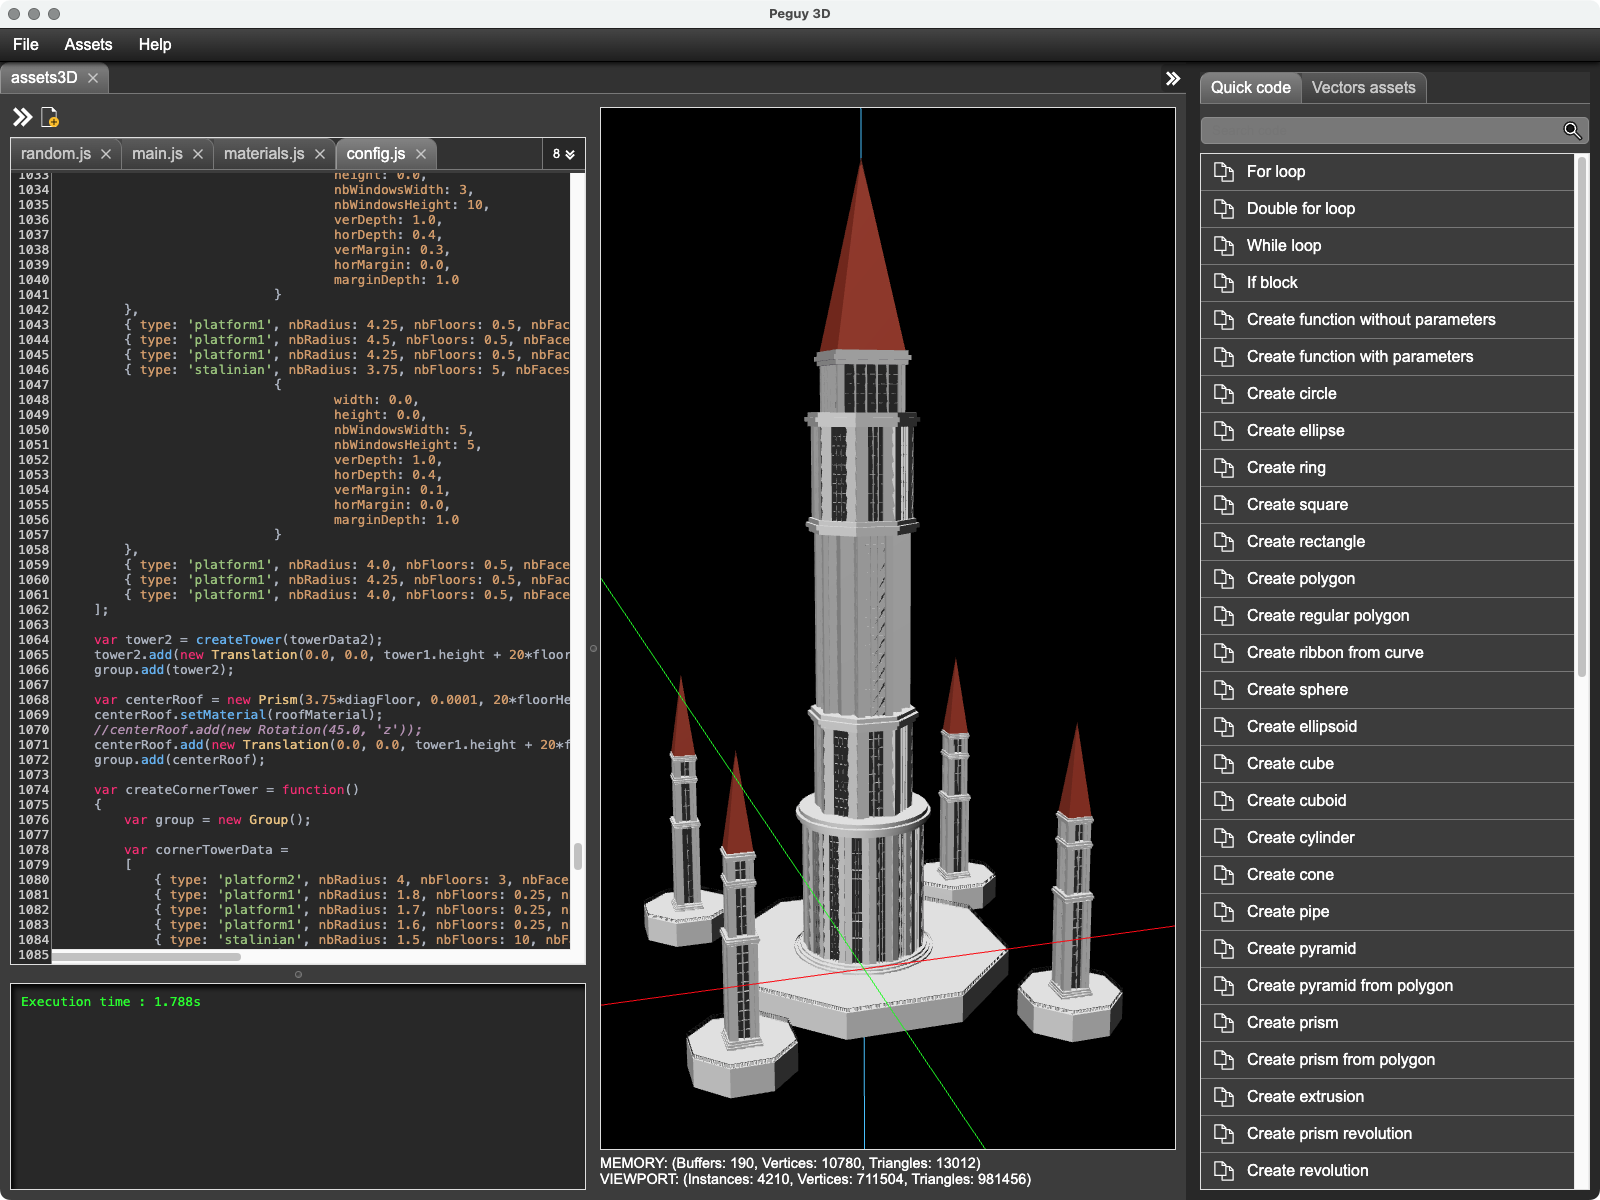 Peguy 3D
File Assets Help
assets3D
random.js main.js materials.js config.js 8
1033 height: 0.0,
1034 nbWindowsWidth: 3,
1035 nbWindowsHeight: 10,
1036 verDepth: 1.0,
1037 horDepth: 0.4,
1038 verMargin: 0.3,
1039 horMargin: 0.0,
1040 marginDepth: 1.0
1041 }
1042 },
1043 { type: 'platform1', nbRadius: 4.25, nbFloors: 0.5, nbFac
1044 { type: 'platform1', nbRadius: 4.5, nbFloors: 0.5, nbFace
1045 { type: 'platform1', nbRadius: 4.25, nbFloors: 0.5, nbFac
1046 { type: 'stalinian', nbRadius: 3.75, nbFloors: 5, nbFaces
1047 {
1048 width: 0.0,
1049 height: 0.0,
1050 nbWindowsWidth: 5,
1051 nbWindowsHeight: 5,
1052 verDepth: 1.0,
1053 horDepth: 0.4,
1054 verMargin: 0.1,
1055 horMargin: 0.0,
1056 marginDepth: 1.0
1057 }
1058 },
1059 { type: 'platform1', nbRadius: 4.0, nbFloors: 0.5, nbFace
1060 { type: 'platform1', nbRadius: 4.25, nbFloors: 0.5, nbFac
1061 { type: 'platform1', nbRadius: 4.0, nbFloors: 0.5, nbFace
1062 ];
1063
1064 var tower2 = createTower(towerData2);
1065 tower2.add(new Translation(0.0, 0.0, tower1.height + 20*floor
1066 group.add(tower2);
1067
1068 var centerRoof = new Prism(3.75*diagFloor, 0.0001, 20*floorHe
1069 centerRoof.setMaterial(roofMaterial);
1070 //centerRoof.add(new Rotation(45.0, 'z'));
1071 centerRoof.add(new Translation(0.0, 0.0, tower1.height + 20*f
1072 group.add(centerRoof);
1073
1074 var createCornerTower = function()
1075 {
1076 var group = new Group();
1077
1078 var cornerTowerData =
1079 [
1080 { type: 'platform2', nbRadius: 4, nbFloors: 3, nbFace
1081 { type: 'platform1', nbRadius: 1.8, nbFloors: 0.25, n
1082 { type: 'platform1', nbRadius: 1.7, nbFloors: 0.25, n
1083 { type: 'platform1', nbRadius: 1.6, nbFloors: 0.25, n
1084 { type: 'stalinian', nbRadius: 1.5, nbFloors: 10, nbF
1085
Execution time : 1.788s
MEMORY: (Buffers: 190, Vertices: 10780, Triangles: 13012)
VIEWPORT: (Instances: 4210, Vertices: 711504, Triangles: 981456)
Quick code Vectors assets
For loop
Double for loop
While loop
If block
Create function without parameters
Create function with parameters
Create circle
Create ellipse
Create ring
Create square
Create rectangle
Create polygon
Create regular polygon
Create ribbon from curve
Create sphere
Create ellipsoid
Create cube
Create cuboid
Create cylinder
Create cone
Create pipe
Create pyramid
Create pyramid from polygon
Create prism
Create prism from polygon
Create extrusion
Create prism revolution
Create revolution